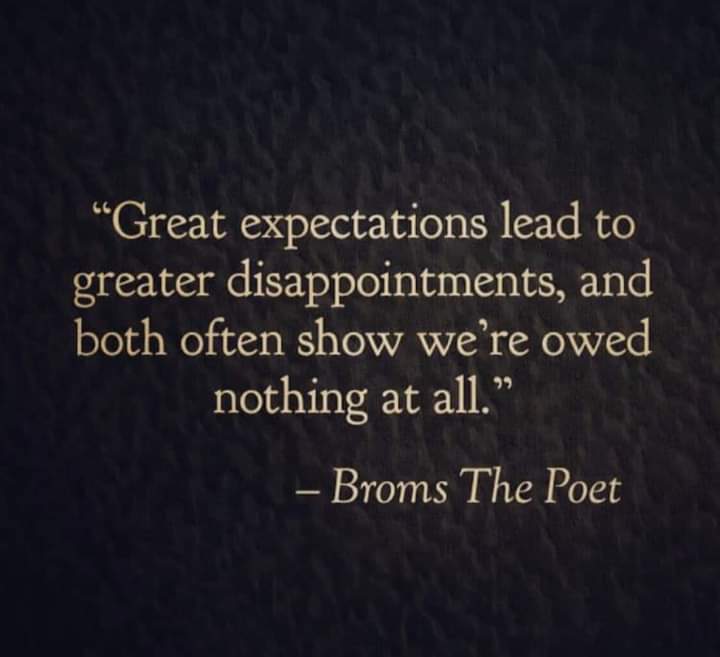 “Great expectations lead to
greater disappointments, and
both often show we’re owed
nothing at all.”
– Broms The Poet